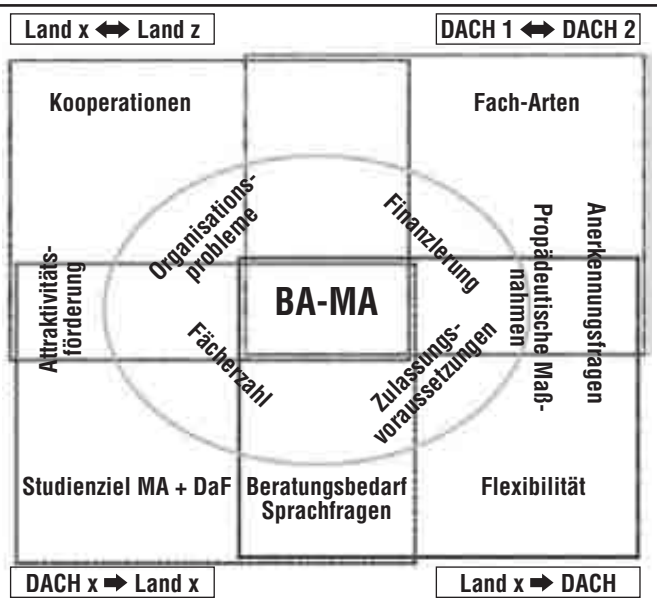 Land x ⬌ Land z
DACH 1 ⬌ DACH 2
Kooperationen
Fach-Arten
Organisations-
probleme
Finanzierung
Propädeutische Maß-
nahmen
Anerkennungsfragen
Attraktivitäts-
förderung
BA-MA
Fächerzahl
Zulassungs-
voraussetzungen
Studienziel MA + DaF
Beratungsbedarf
Sprachfragen
Flexibilität
DACH x ➡ Land x
Land x ➡ DACH